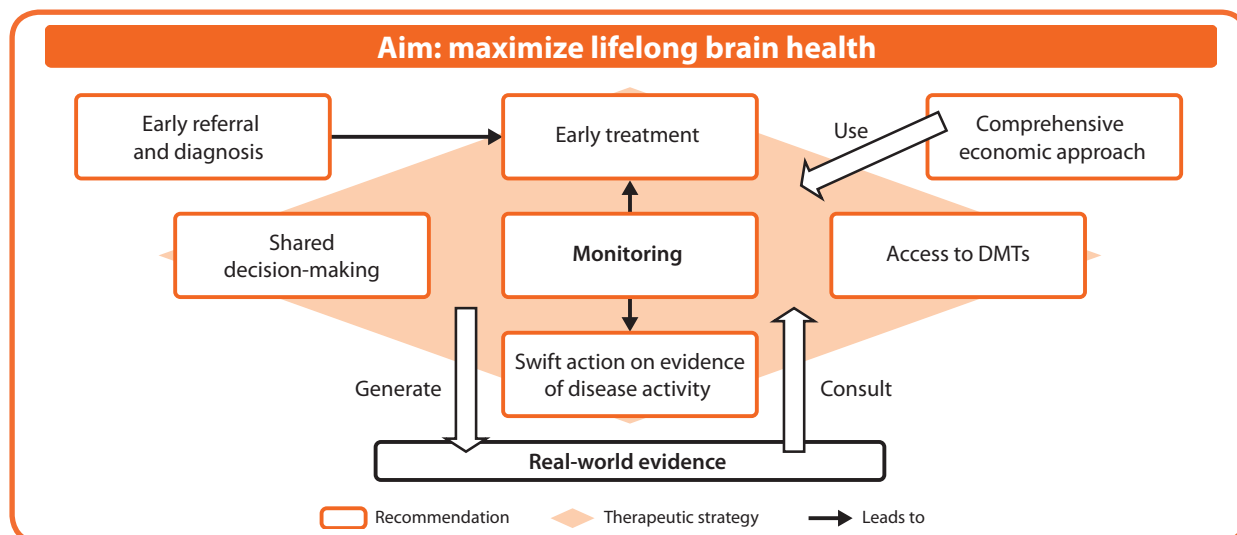 Aim: maximize lifelong brain health
Early referral
and diagnosis
Early treatment
Use
Comprehensive
economic approach
Shared
decision-making
Monitoring
Access to DMTs
Swift action on evidence
of disease activity
Generate
Consult
Real-world evidence
Recommendation
Therapeutic strategy
Leads to